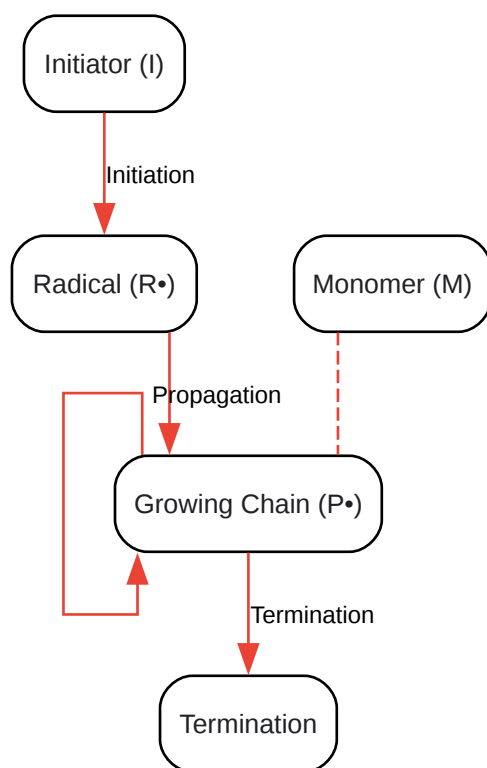 Initiator (I)
Initiation
Radical (R•)
Monomer (M)
Propagation
Growing Chain (P•)
Termination
Termination